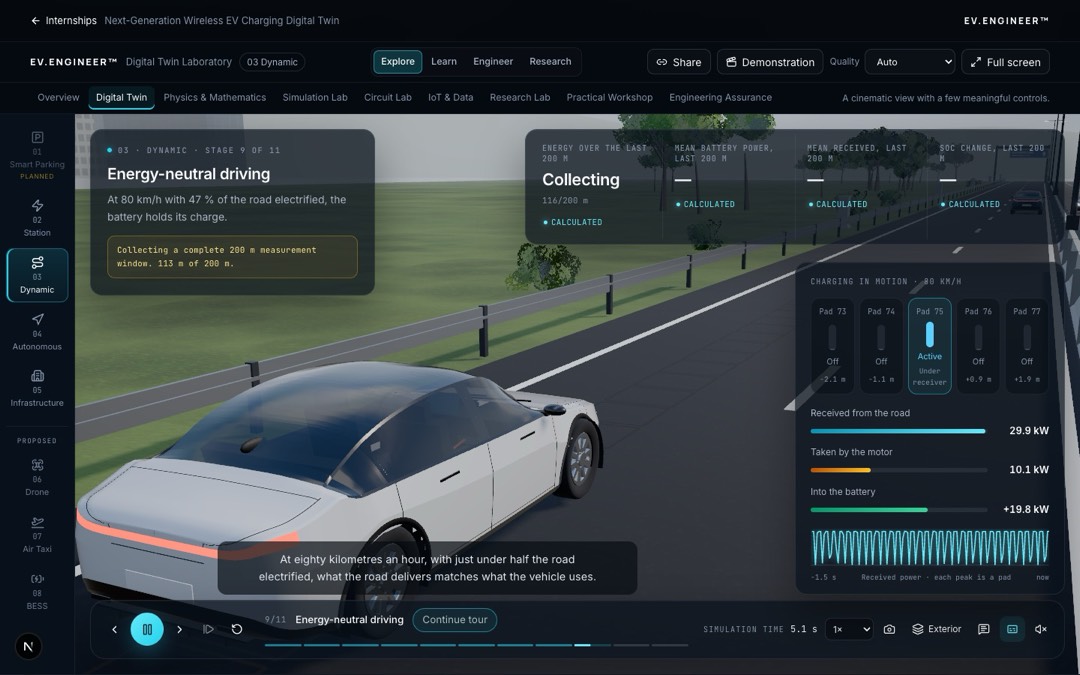 ← Internships Next-Generation Wireless EV Charging Digital Twin
EV.ENGINEER™
EV.ENGINEER™ Digital Twin Laboratory 03 Dynamic
Explore Learn Engineer Research
Share Demonstration Quality Auto Full screen
Overview Digital Twin Physics & Mathematics Simulation Lab Circuit Lab IoT & Data Research Lab Practical Workshop Engineering Assurance
A cinematic view with a few meaningful controls.
01
Smart Parking
PLANNED
02
Station
03
Dynamic
04
Autonomous
05
Infrastructure
PROPOSED
06
Drone
07
Air Taxi
08
BESS
N
03 · DYNAMIC · STAGE 9 OF 11
Energy-neutral driving
At 80 km/h with 47 % of the road electrified, the
battery holds its charge.
Collecting a complete 200 m measurement
window. 113 m of 200 m.
ENERGY OVER THE LAST
200 M
Collecting
116/200 m
CALCULATED
MEAN BATTERY POWER,
LAST 200 M
—
CALCULATED
MEAN RECEIVED, LAST
200 M
—
CALCULATED
SOC CHANGE, LAST 200
M
—
CALCULATED
CHARGING IN MOTION · 80 KM/H
Pad 73 Pad 74 Pad 75 Pad 76 Pad 77
Off Off Active Off Off
-2.1 m -1.1 m Under +0.9 m +1.9 m
receiver
Received from the road
29.9 kW
Taken by the motor
10.1 kW
Into the battery
+19.8 kW
-1.5 s Received power · each peak is a pad now
At eighty kilometres an hour, with just under half the road
electrified, what the road delivers matches what the vehicle uses.
9/11 Energy-neutral driving Continue tour
SIMULATION TIME 5.1 s 1× Exterior